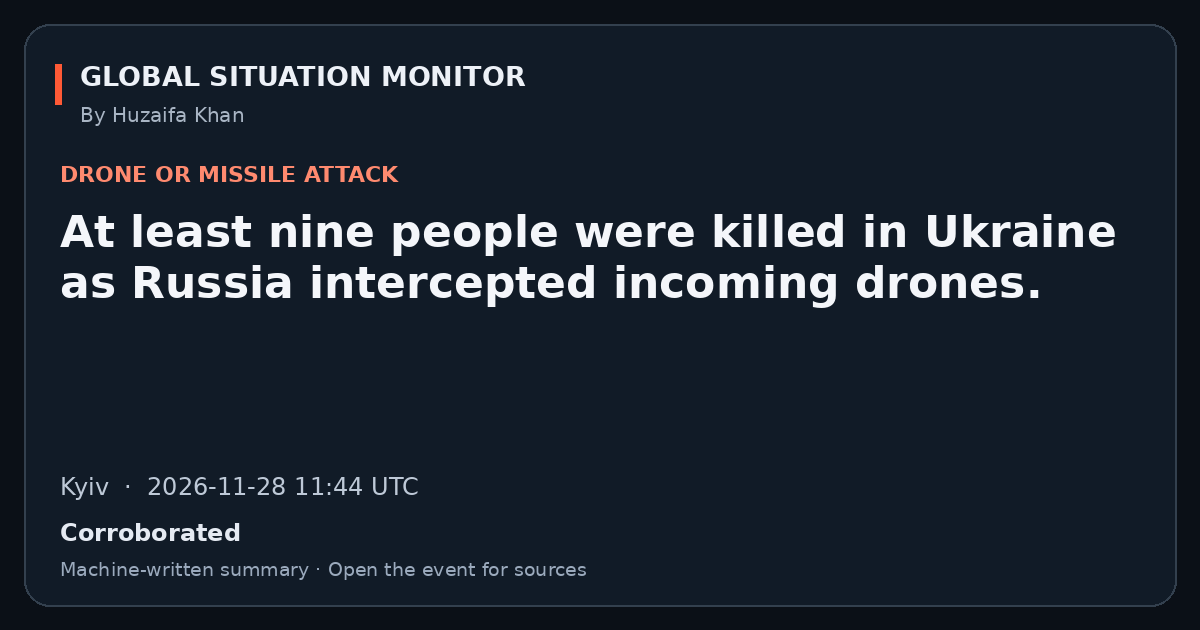 GLOBAL SITUATION MONITOR
By Huzaifa Khan
DRONE OR MISSILE ATTACK
At least nine people were killed in Ukraine
as Russia intercepted incoming drones.
Kyiv · 2026-11-28 11:44 UTC
Corroborated
Machine-written summary · Open the event for sources